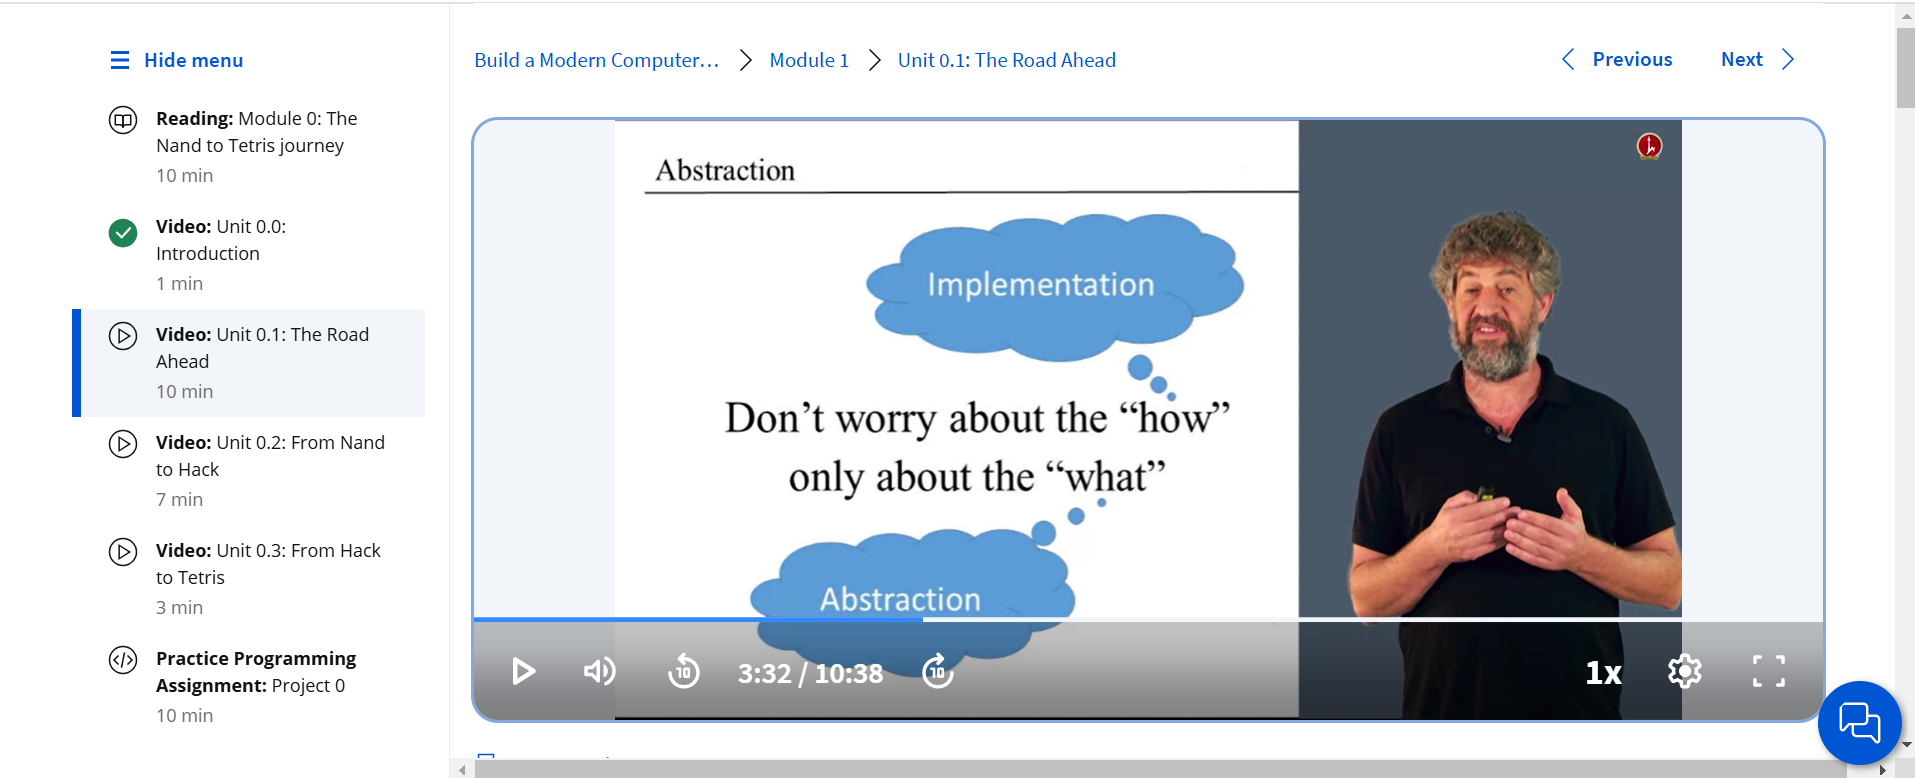 Hide menu
Reading: Module 0: The
Nand to Tetris journey
10 min
Video: Unit 0.0:
Introduction
1 min
Video: Unit 0.1: The Road
Ahead
10 min
Video: Unit 0.2: From Nand
to Hack
7 min
Video: Unit 0.3: From Hack
to Tetris
3 min
Practice Programming
Assignment: Project 0
10 min
Build a Modern Computer...
Module 1
Unit 0.1: The Road Ahead
Previous
Next
Abstraction
Implementation
Don’t worry about the “how”
only about the “what”
Abstraction
10
3:32 / 10:38
10
1x